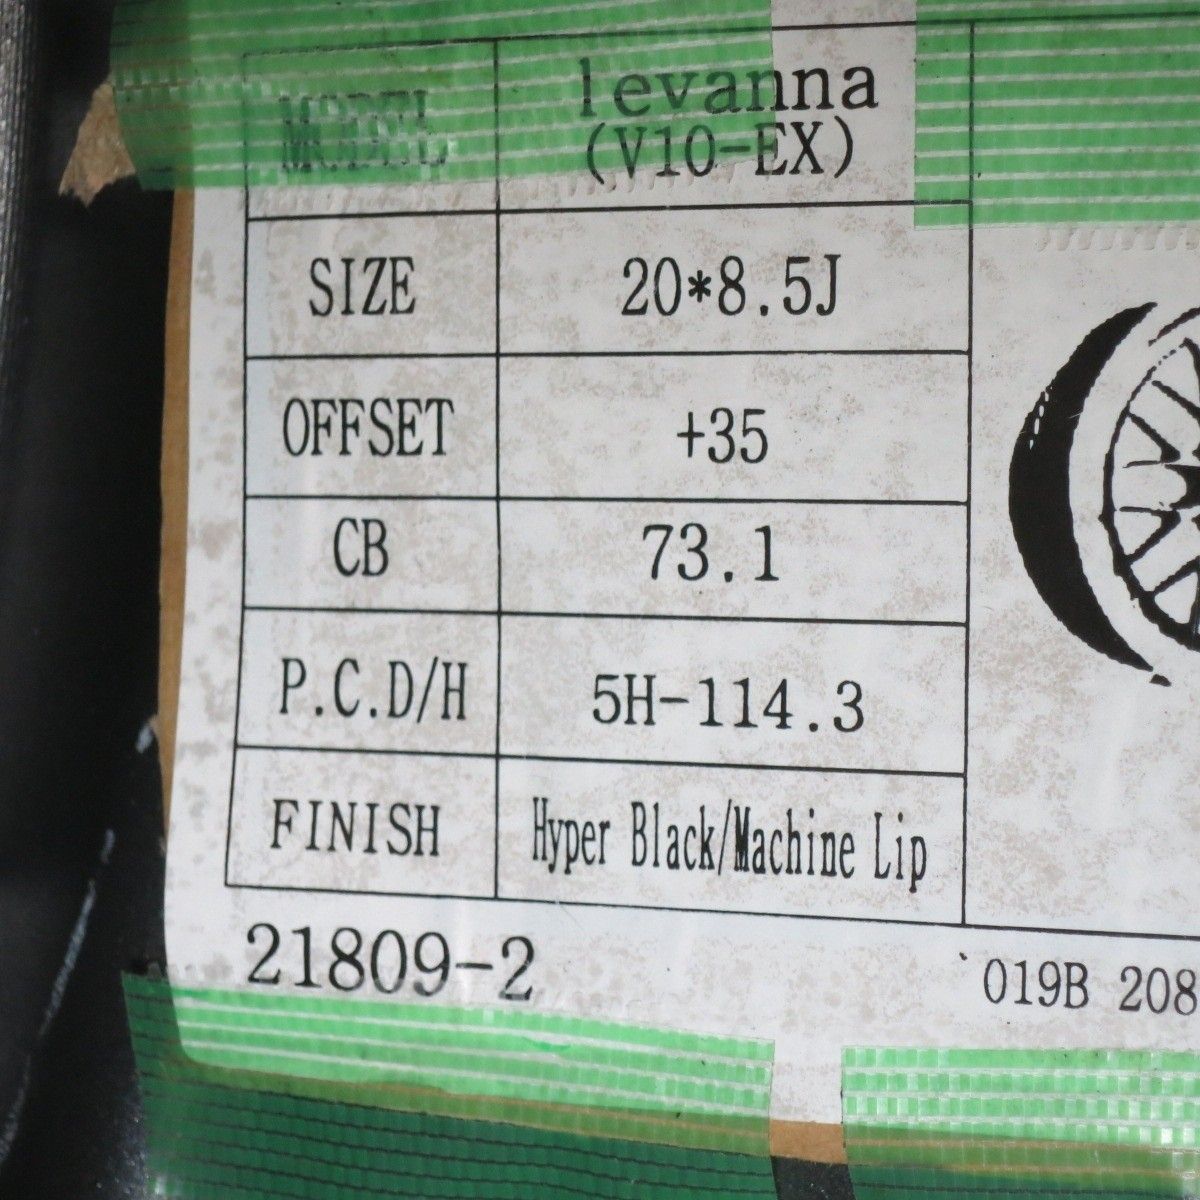 MODEL levanna
(V10-EX)
SIZE 20*8.5J
OFFSET +35
CB 73.1
P.C.D/H 5H-114.3
FINISH Hyper Black/Machine Lip
21809-2 019B 208